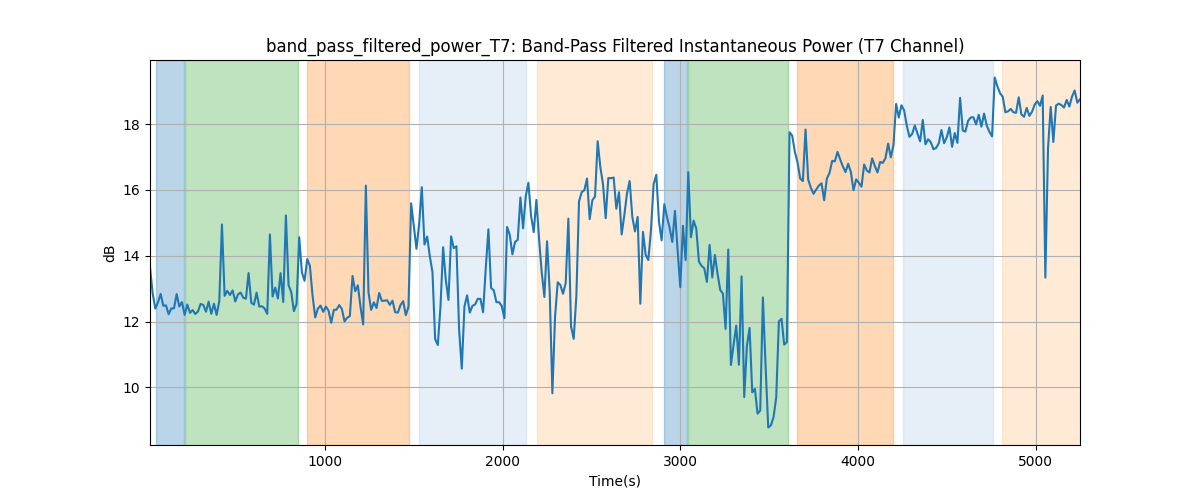 band_pass_filtered_power_T7: Band-Pass Filtered Instantaneous Power (T7 Channel)
18
16
14
12
10
dB
1000 2000 3000 4000 5000
Time(s)